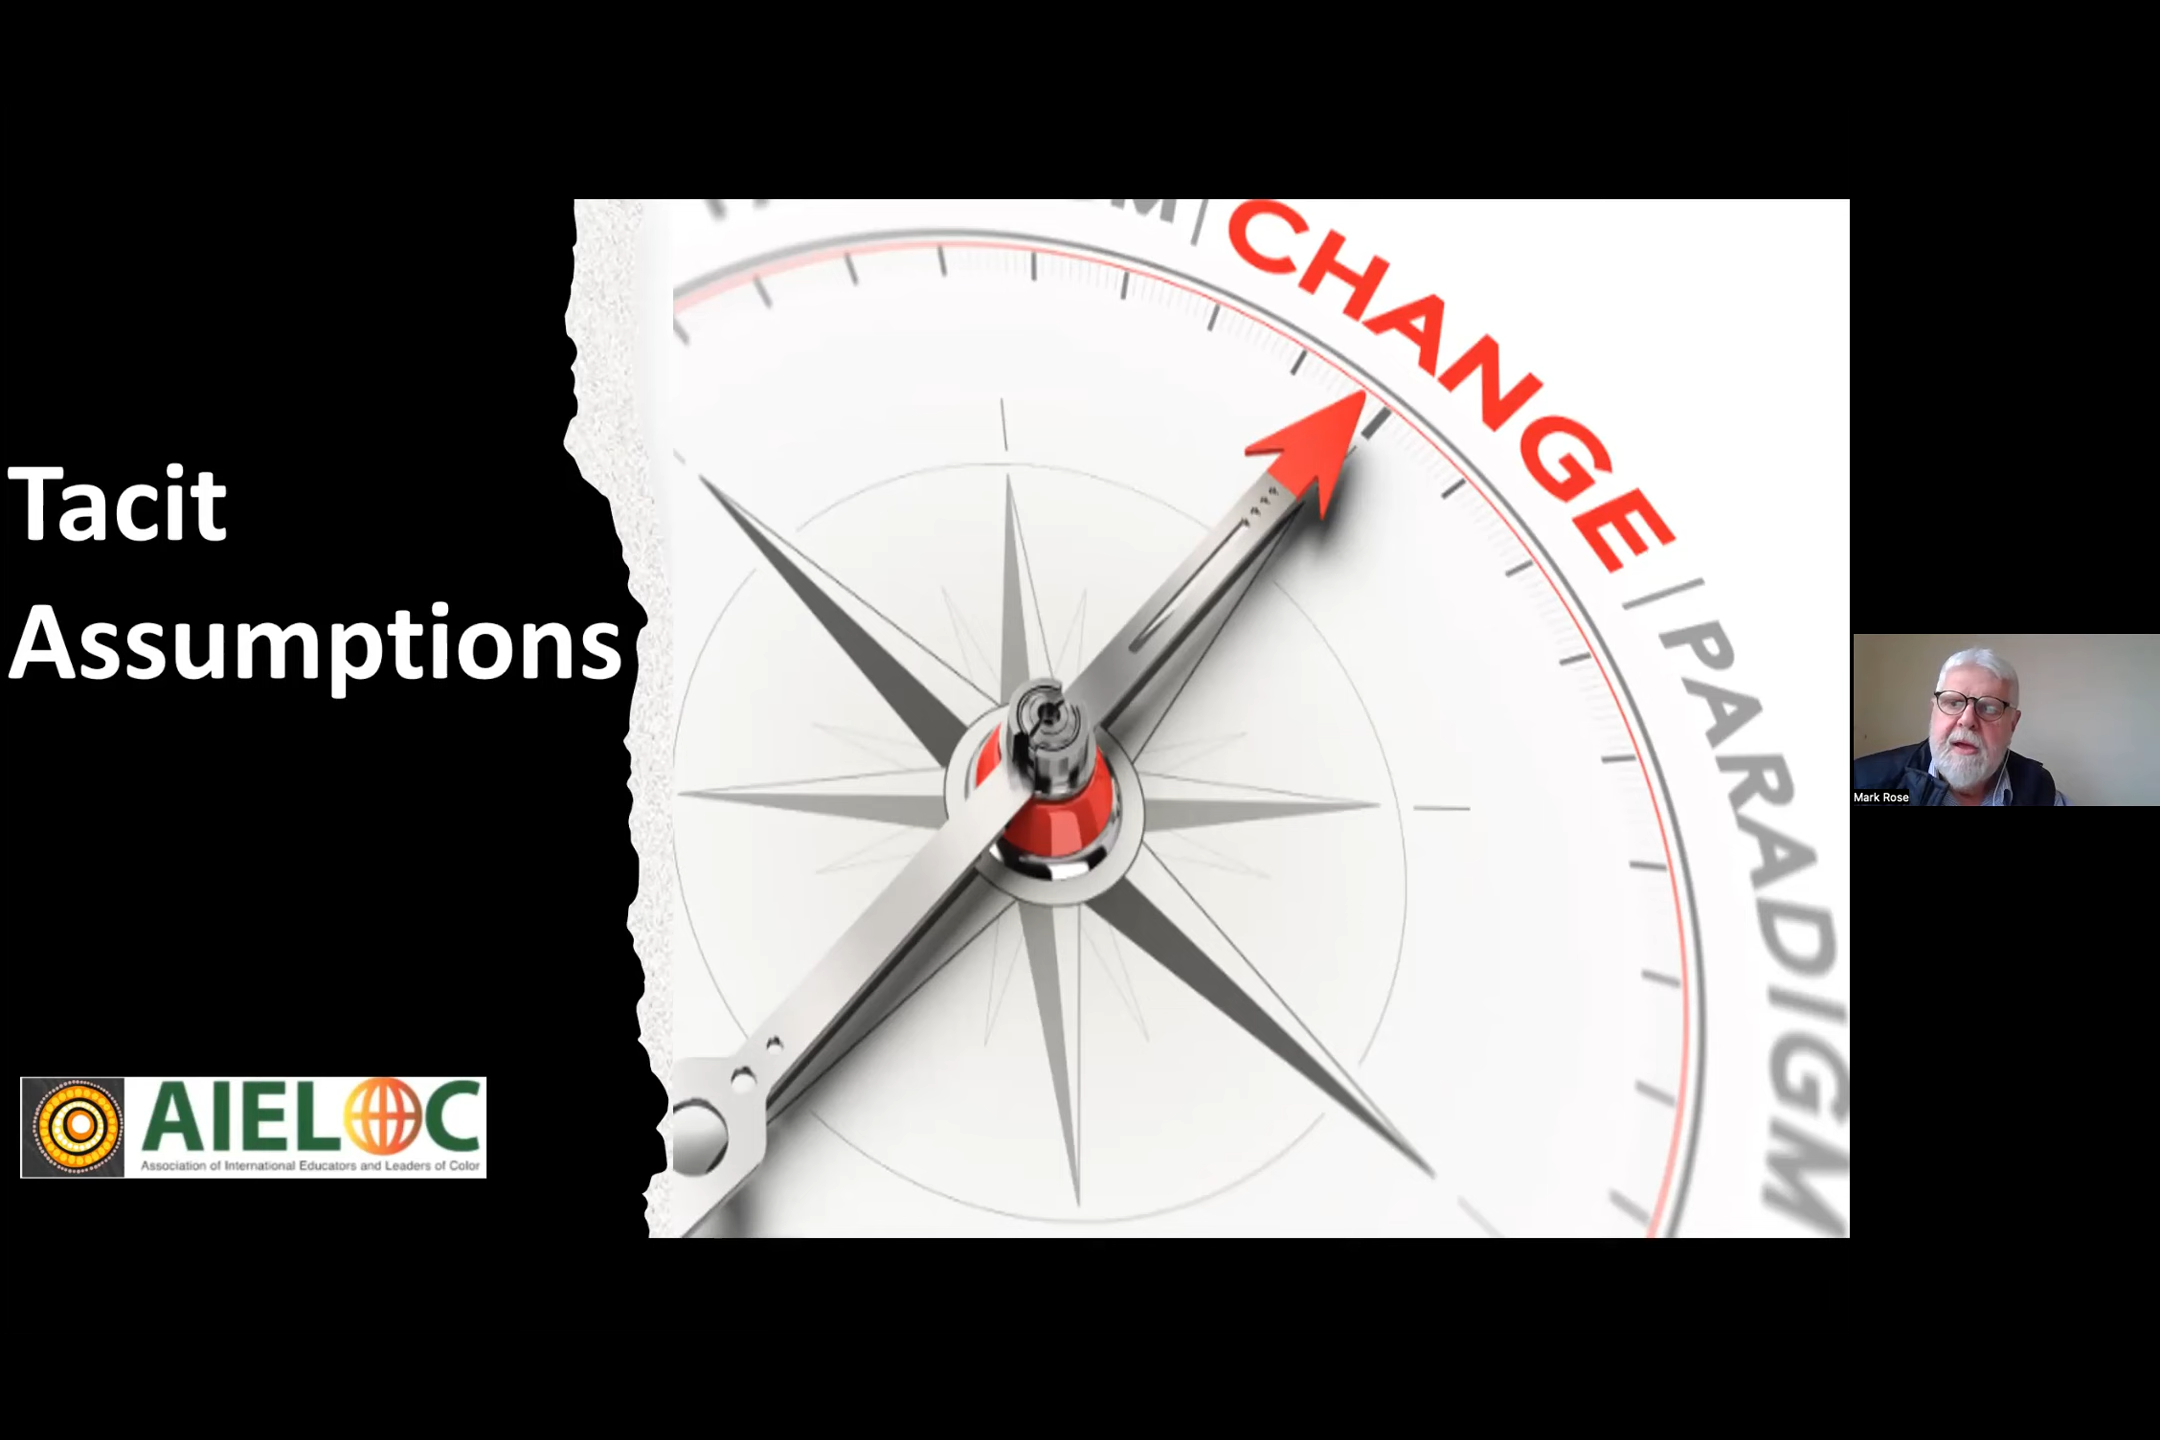 Tacit
Assumptions
CHANGE | PARADIGM
AIELOC
Association of International Educators and Leaders of Color
Mark Rose